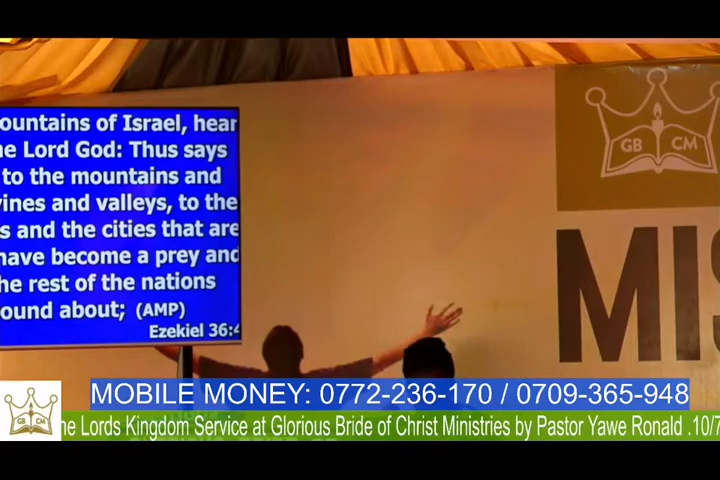 ountains of Israel, hear
he Lord God: Thus says
to the mountains and
vines and valleys, to the
s and the cities that are
have become a prey and
he rest of the nations
ound about; (AMP)
Ezekiel 36:4
GB CM
MIS
MOBILE MONEY: 0772-236-170 / 0709-365-948
GB CM
he Lords Kingdom Service at Glorious Bride of Christ Ministries by Pastor Yawe Ronald .10/7